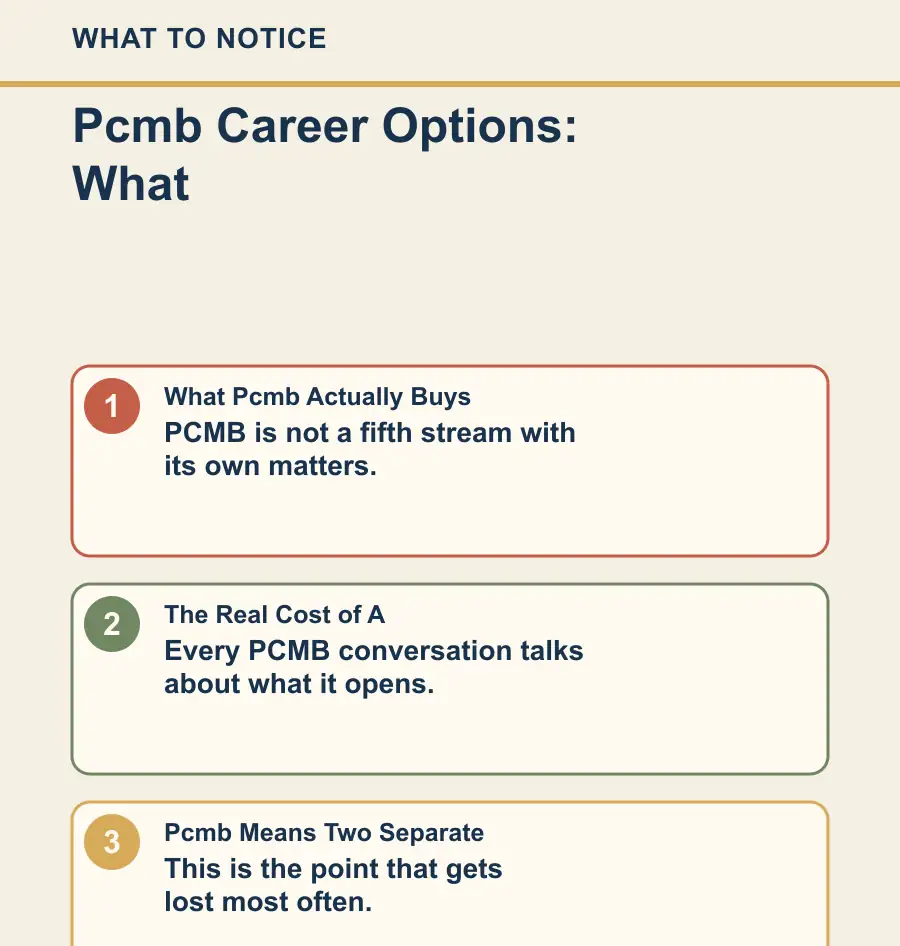 WHAT TO NOTICE
Pcmb Career Options:
What
1
What Pcmb Actually Buys
PCMB is not a fifth stream with
its own matters.
2
The Real Cost of A
Every PCMB conversation talks
about what it opens.
3
Pcmb Means Two Separate
This is the point that gets
lost most often.